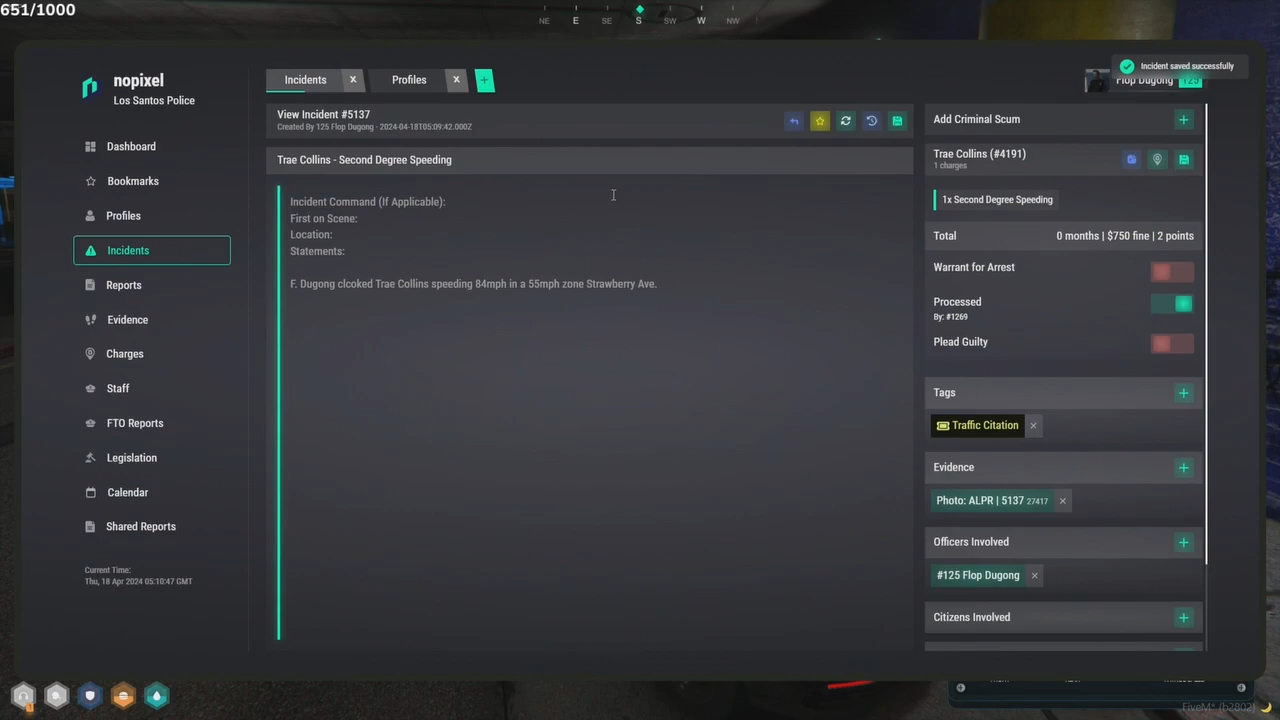 651/1000
NE E SE S SW W NW
nopixel
Los Santos Police
Dashboard
Bookmarks
Profiles
Incidents
Reports
Evidence
Charges
Staff
FTO Reports
Legislation
Calendar
Shared Reports
Current Time:
Thu, 18 Apr 2024 05:10:47 GMT
Incidents x Profiles x +
View Incident #5137
Created By 125 Flop Dugong - 2024-04-18T05:09:42.000Z
Trae Collins - Second Degree Speeding
Incident Command (If Applicable):
First on Scene:
Location:
Statements:
F. Dugong clcoked Trae Collins speeding 84mph in a 55mph zone Strawberry Ave.
Incident saved successfully
Flop Dugong 125
Add Criminal Scum +
Trae Collins (#4191)
1 charges
1x Second Degree Speeding
Total 0 months | $750 fine | 2 points
Warrant for Arrest
Processed
By: #1269
Plead Guilty
Tags +
Traffic Citation x
Evidence +
Photo: ALPR | 5137 27417 x
Officers Involved +
#125 Flop Dugong x
Citizens Involved +
FiveM* (b2802)